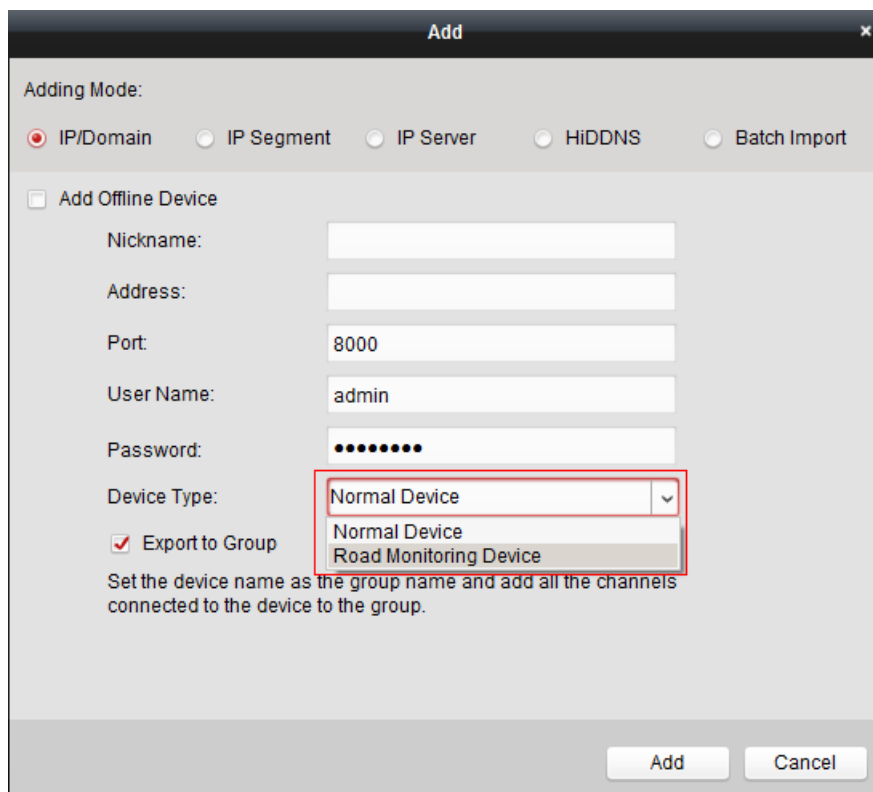 Add
Adding Mode:
IP/Domain IP Segment IP Server HiDDNS Batch Import
Add Offline Device
Nickname:
Address:
Port: 8000
User Name: admin
Password: ●●●●●●●●
Device Type: Normal Device
Normal Device
Export to Group
Road Monitoring Device
Set the device name as the group name and add all the channels
connected to the device to the group.
Add Cancel